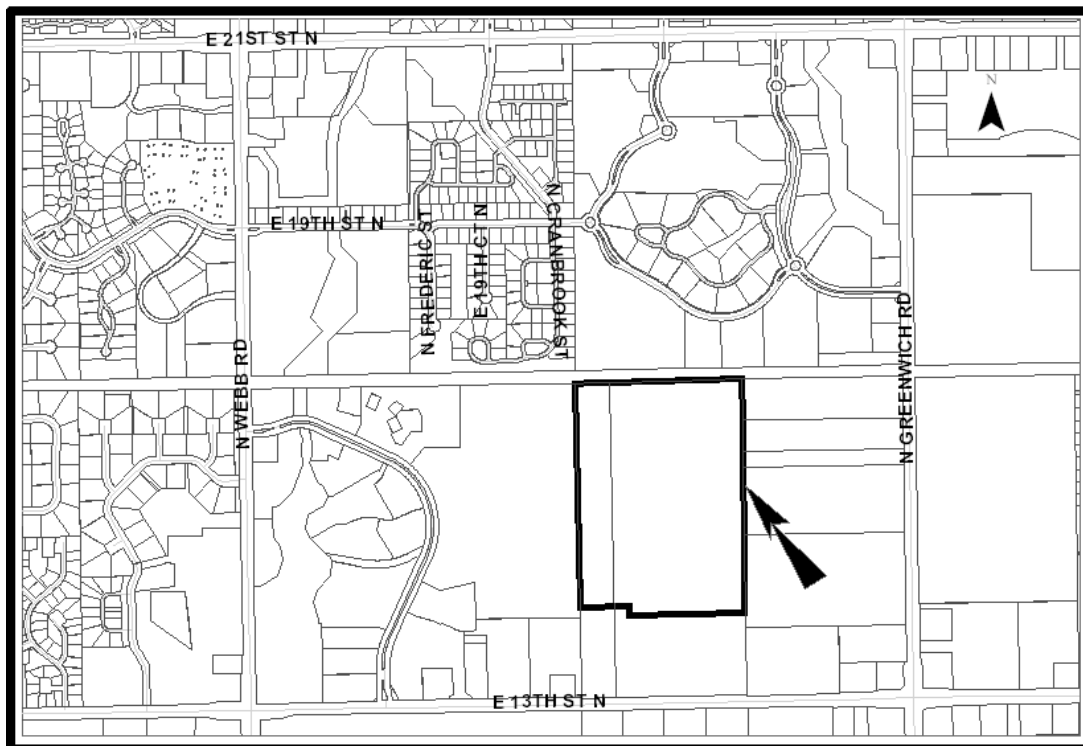 E 21ST ST N
N
E 19TH ST N
N FREDERIC ST
E 19TH CT N
N CRANBROOK ST
N WEBB RD
N GREENWICH RD
E 13TH ST N